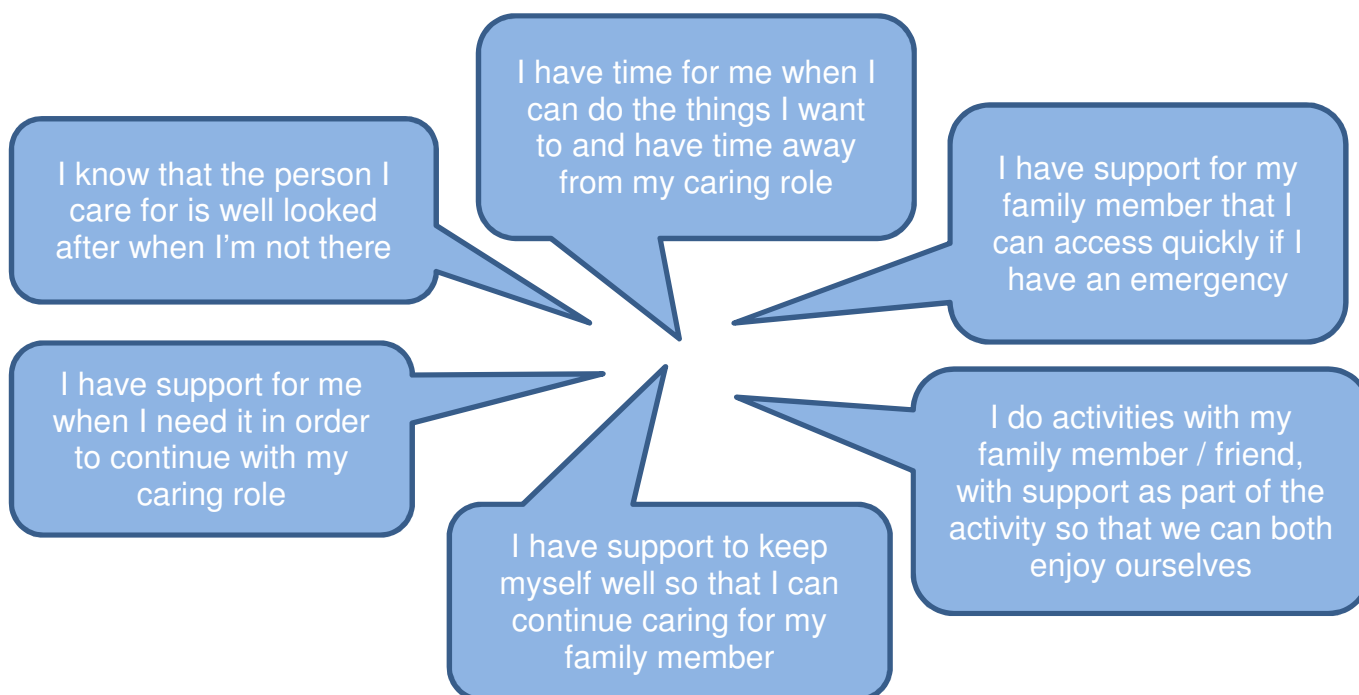 I have time for me when I
can do the things I want
to and have time away
from my caring role
I know that the person I
care for is well looked
after when I'm not there
I have support for my
family member that I
can access quickly if I
have an emergency
I have support for me
when I need it in order
to continue with my
caring role
I do activities with my
family member / friend,
with support as part of the
activity so that we can both
enjoy ourselves
I have support to keep
myself well so that I can
continue caring for my
family member